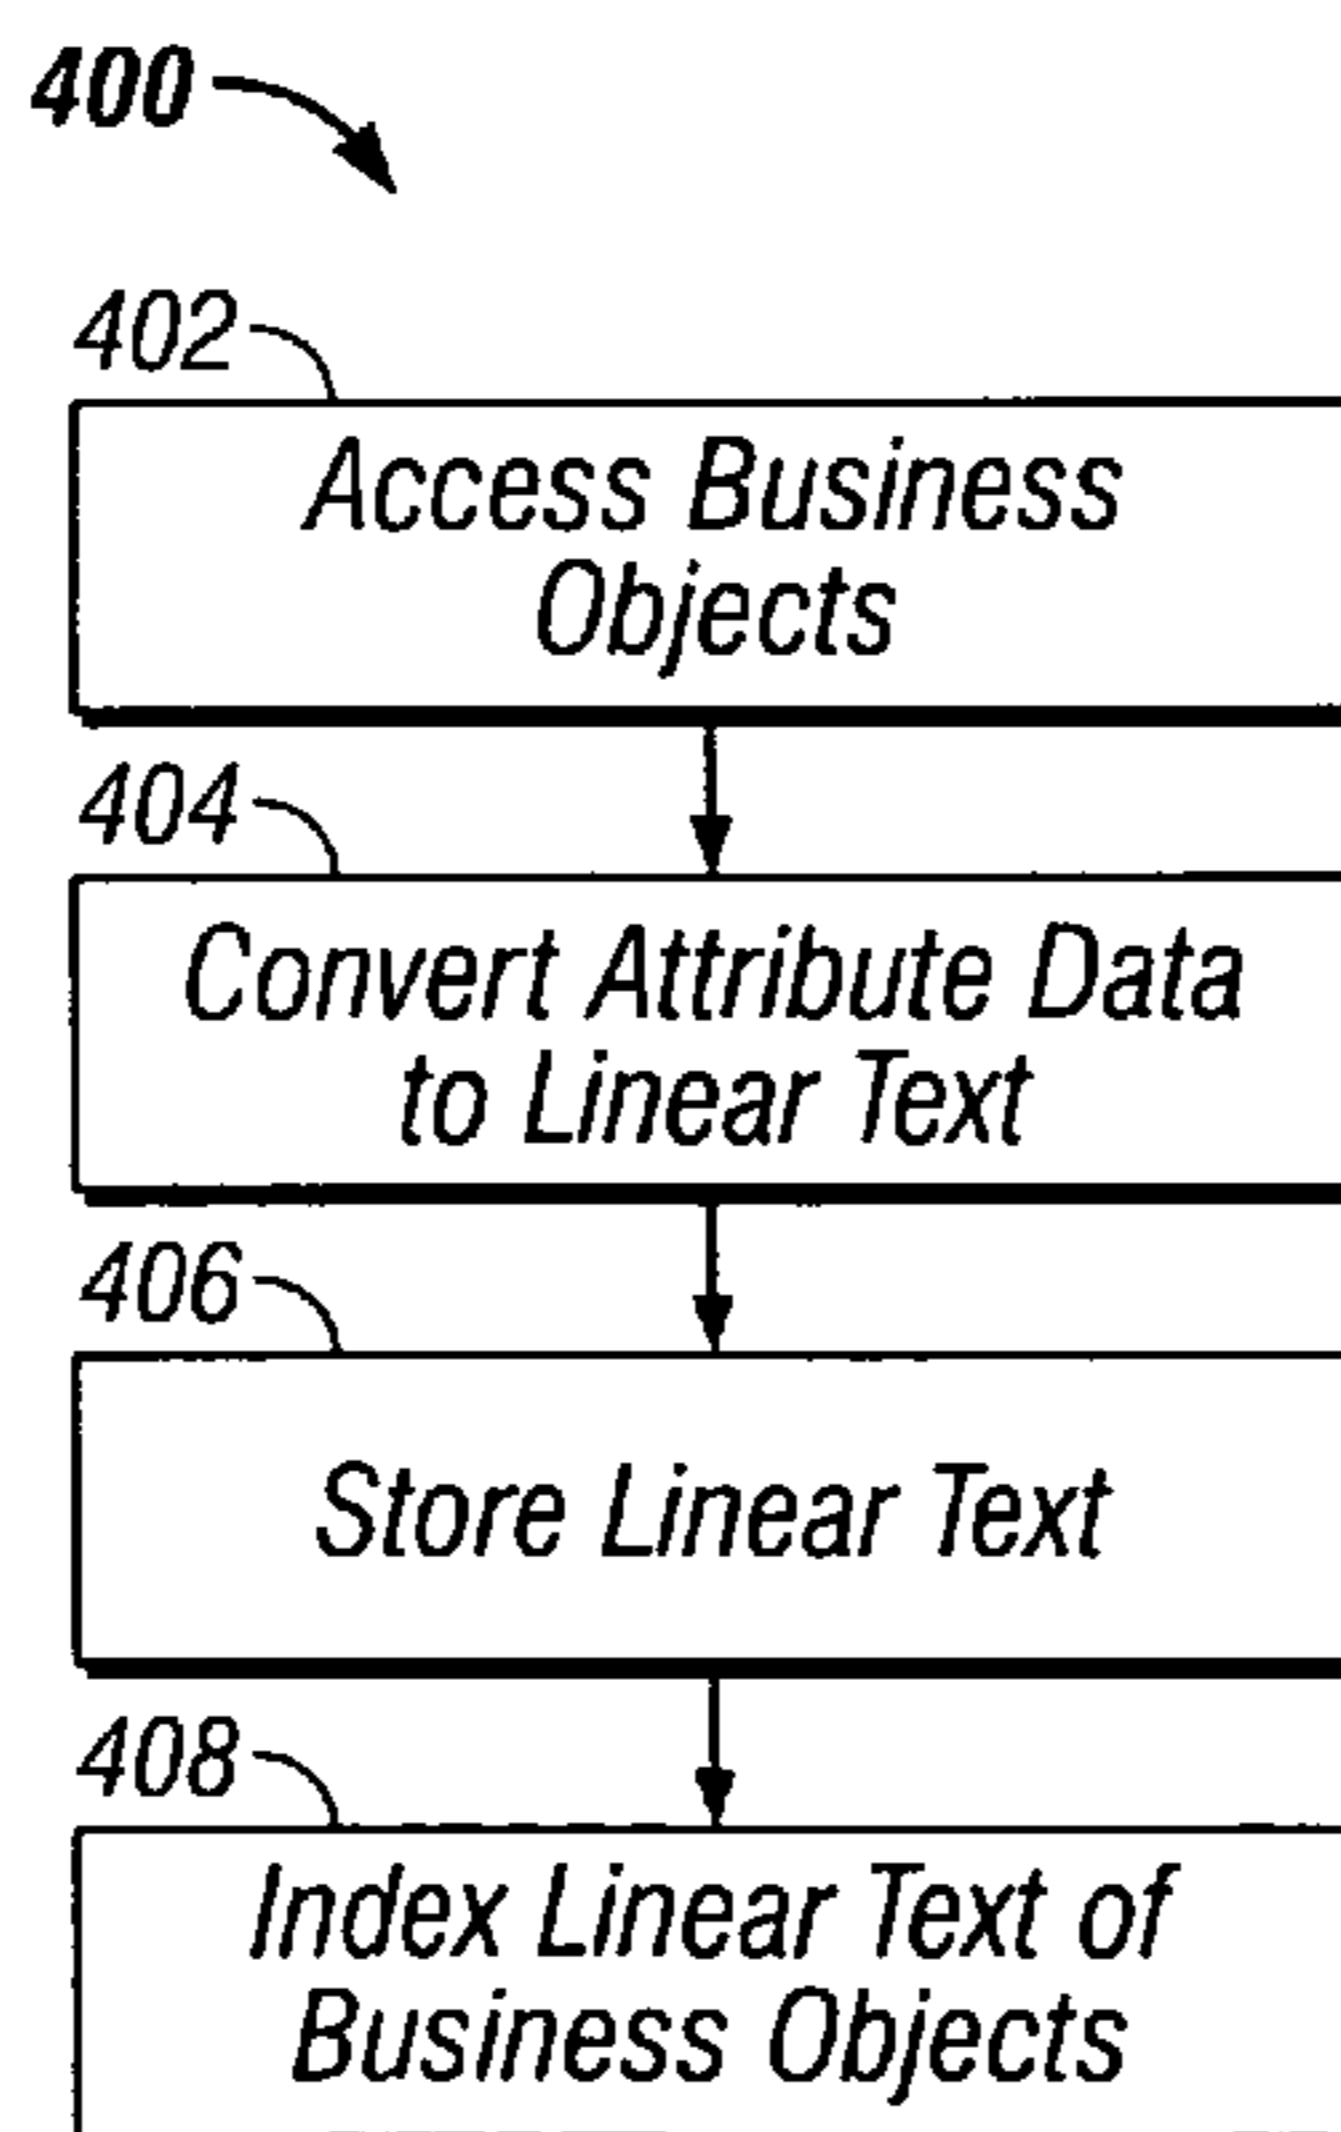 400
402
Access Business
Objects
404
Convert Attribute Data
to Linear Text
406
Store Linear Text
408
Index Linear Text of
Business Objects